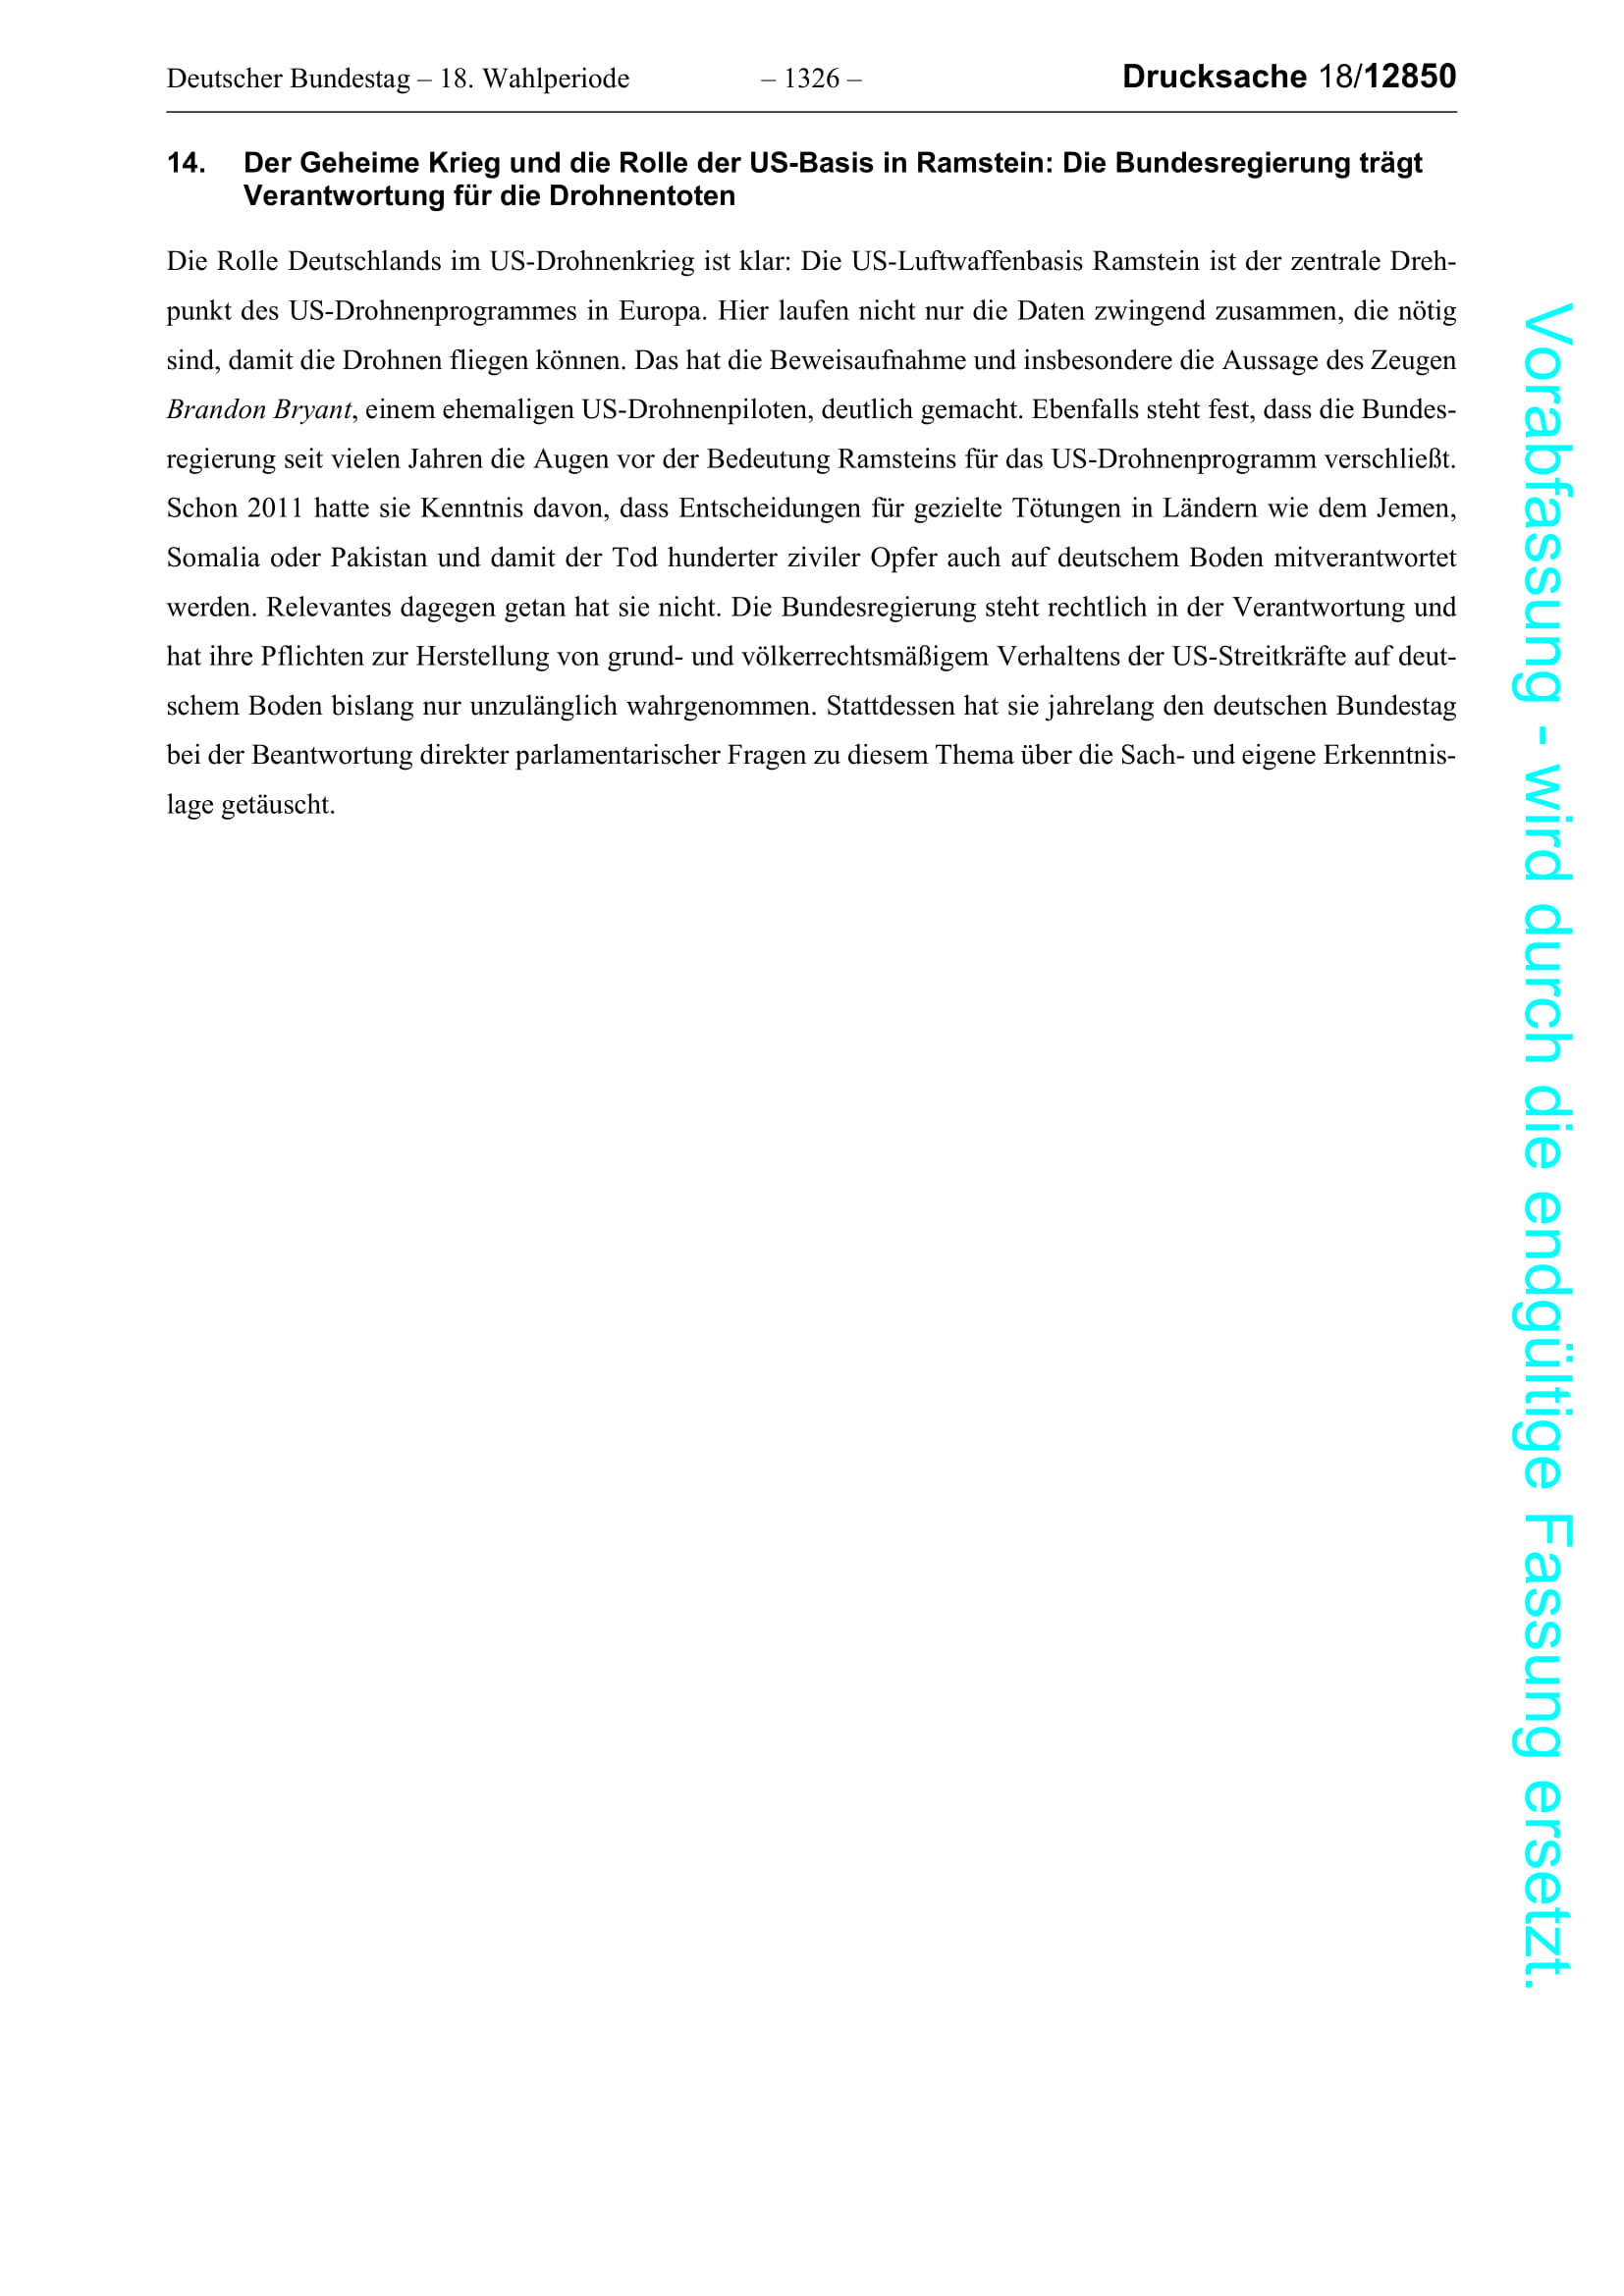 Deutscher Bundestag – 18. Wahlperiode – 1326 – Drucksache 18/12850
14. Der Geheime Krieg und die Rolle der US-Basis in Ramstein: Die Bundesregierung trägt
Verantwortung für die Drohnentoten
Die Rolle Deutschlands im US-Drohnenkrieg ist klar: Die US-Luftwaffenbasis Ramstein ist der zentrale Dreh-
punkt des US-Drohnenprogrammes in Europa. Hier laufen nicht nur die Daten zwingend zusammen, die nötig
sind, damit die Drohnen fliegen können. Das hat die Beweisaufnahme und insbesondere die Aussage des Zeugen
Brandon Bryant, einem ehemaligen US-Drohnenpiloten, deutlich gemacht. Ebenfalls steht fest, dass die Bundes-
regierung seit vielen Jahren die Augen vor der Bedeutung Ramsteins für das US-Drohnenprogramm verschließt.
Schon 2011 hatte sie Kenntnis davon, dass Entscheidungen für gezielte Tötungen in Ländern wie dem Jemen,
Somalia oder Pakistan und damit der Tod hunderter ziviler Opfer auch auf deutschem Boden mitverantwortet
werden. Relevantes dagegen getan hat sie nicht. Die Bundesregierung steht rechtlich in der Verantwortung und
hat ihre Pflichten zur Herstellung von grund- und völkerrechtsmäßigem Verhaltens der US-Streitkräfte auf deut-
schem Boden bislang nur unzulänglich wahrgenommen. Stattdessen hat sie jahrelang den deutschen Bundestag
bei der Beantwortung direkter parlamentarischer Fragen zu diesem Thema über die Sach- und eigene Erkenntnis-
lage getäuscht.
Vorabfassung - wird durch die endgültige Fassung ersetzt.